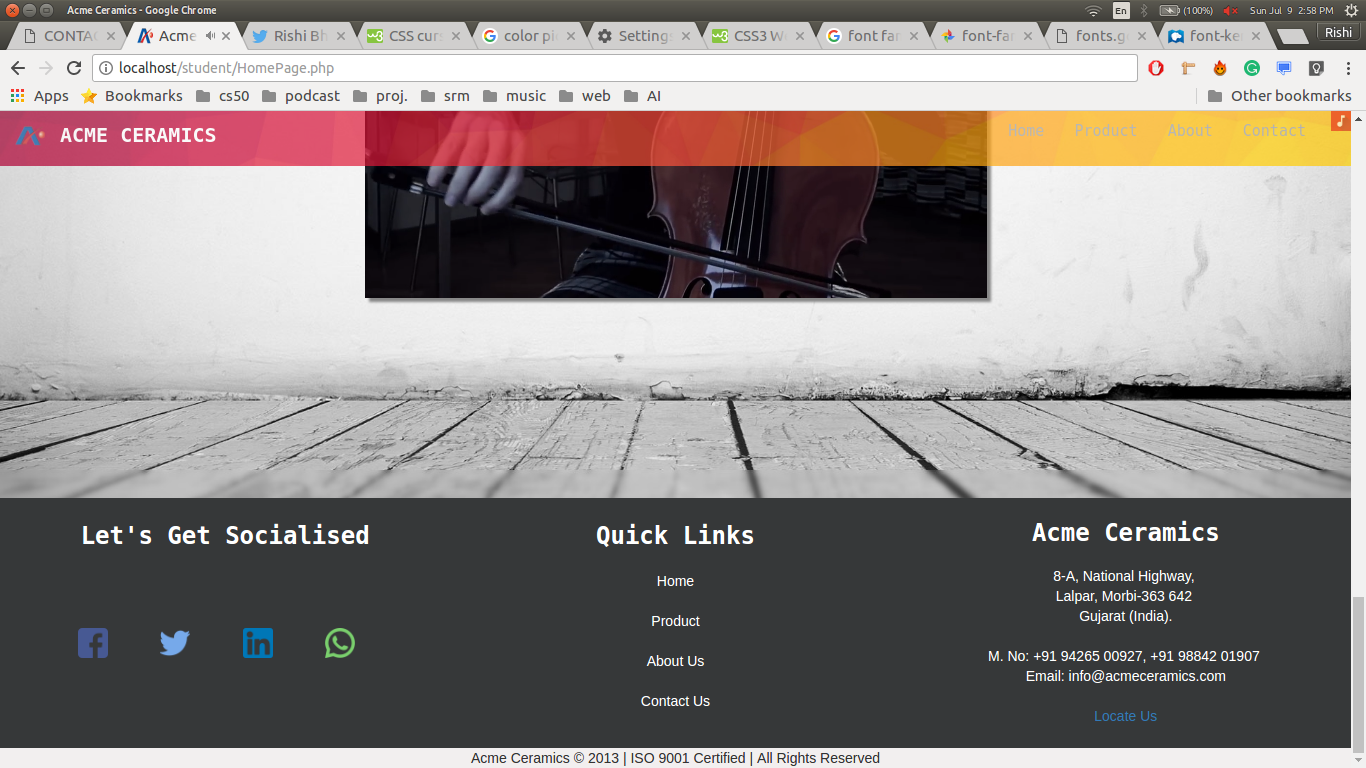 Acme Ceramics - Google Chrome
En
(100%)
Sun Jul 9 2:58 PM
CONTA
Acme
Rishi Bh
CSS cur
color pi
Setting
CSS3 W
font fa
font-fa
fonts.g
font-ke
Rishi
localhost/student/HomePage.php
Apps
Bookmarks
cs50
podcast
proj.
srm
music
web
AI
Other bookmarks
ACME CERAMICS
Home
Product
About
Contact
Let's Get Socialised
Quick Links
Home
Product
About Us
Contact Us
Acme Ceramics
8-A, National Highway,
Lalpar, Morbi-363 642
Gujarat (India).
M. No: +91 94265 00927, +91 98842 01907
Email: info@acmeceramics.com
Locate Us
Acme Ceramics © 2013 | ISO 9001 Certified | All Rights Reserved